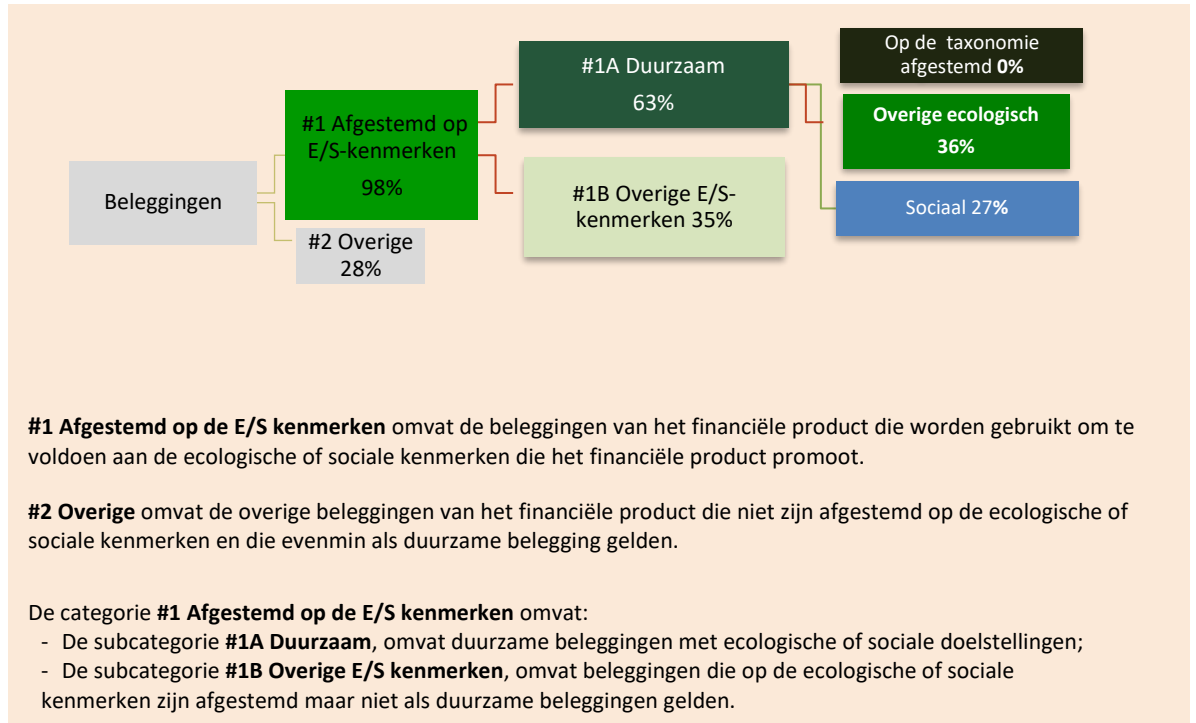 Beleggingen
#1 Afgestemd op
E/S-kenmerken
98%
#2 Overige
28%
#1A Duurzaam
63%
#1B Overige E/S-
kenmerken 35%
Op de taxonomie
afgestemd 0%
Overige ecologisch
36%
Sociaal 27%
#1 Afgestemd op de E/S kenmerken omvat de beleggingen van het financiële product die worden gebruikt om te
voldoen aan de ecologische of sociale kenmerken die het financiële product promoot.
#2 Overige omvat de overige beleggingen van het financiële product die niet zijn afgestemd op de ecologische of
sociale kenmerken en die evenmin als duurzame belegging gelden.
De categorie #1 Afgestemd op de E/S kenmerken omvat:
- De subcategorie #1A Duurzaam, omvat duurzame beleggingen met ecologische of sociale doelstellingen;
- De subcategorie #1B Overige E/S kenmerken, omvat beleggingen die op de ecologische of sociale
kenmerken zijn afgestemd maar niet als duurzame beleggingen gelden.